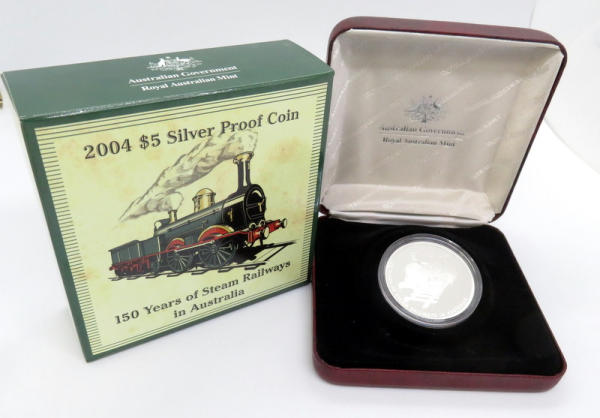 Australian Government
Royal Australian Mint
2004 $5 Silver Proof Coin
150 Years of Steam Railways
in Australia
Australian Government
Royal Australian Mint